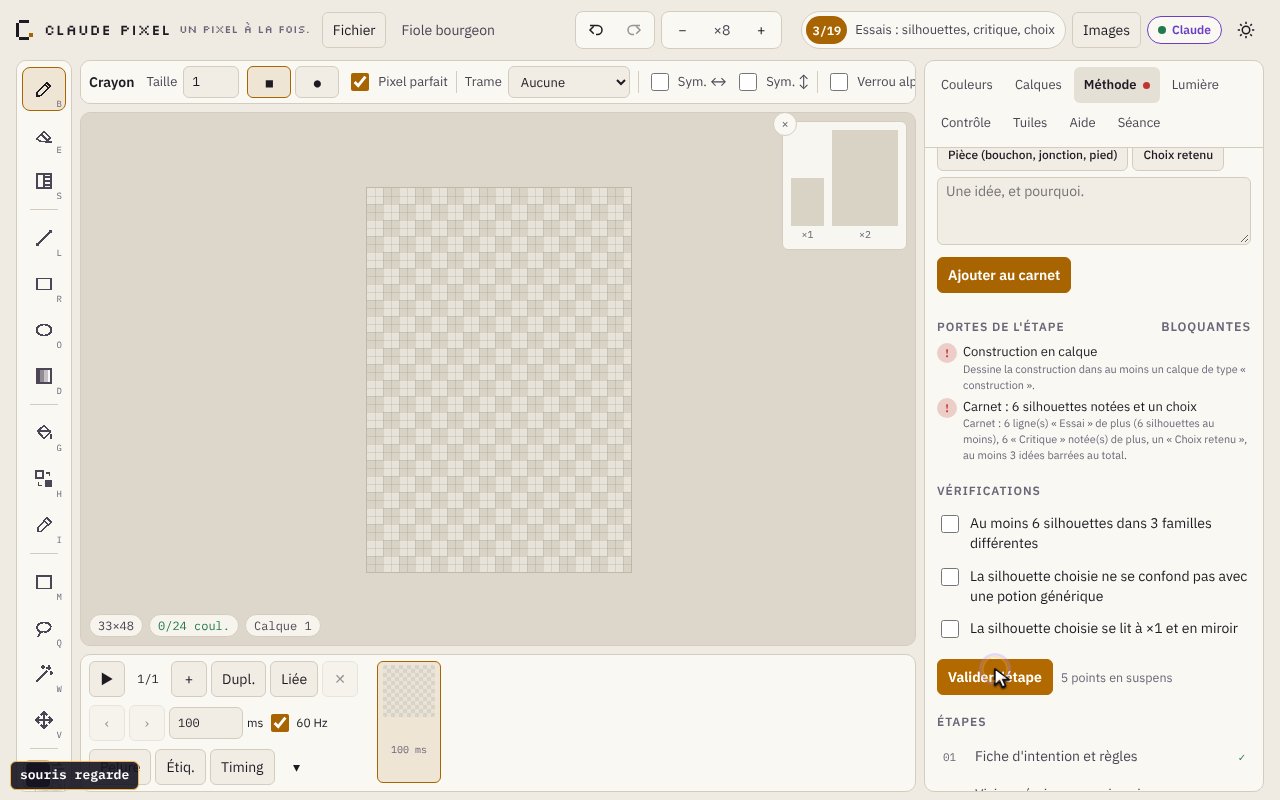 CLAUDE PIXEL UN PIXEL À LA FOIS. Fichier Fiole bourgeon − ×8 + 3/19 Essais : silhouettes, critique, choix Images Claude
Crayon Taille 1 ■ ● Pixel parfait Trame Aucune Sym. ↔ Sym. ↕ Verrou alp
B
E
S
L
R
O
D
G
H
I
M
Q
W
V
×
×1 ×2
33×48 0/24 coul. Calque 1
▶ 1/1 + Dupl. Liée ✕
‹ › 100 ms 60 Hz
Étiq. Timing ▼
100 ms
souris regarde
Couleurs Calques Méthode Lumière
Contrôle Tuiles Aide Séance
Pièce (bouchon, jonction, pied) Choix retenu
Une idée, et pourquoi.
Ajouter au carnet
PORTES DE L'ÉTAPE BLOQUANTES
! Construction en calque
Dessine la construction dans au moins un calque de type «
construction ».
! Carnet : 6 silhouettes notées et un choix
Carnet : 6 ligne(s) « Essai » de plus (6 silhouettes au
moins), 6 « Critique » notée(s) de plus, un « Choix retenu »,
au moins 3 idées barrées au total.
VÉRIFICATIONS
Au moins 6 silhouettes dans 3 familles
différentes
La silhouette choisie ne se confond pas avec
une potion générique
La silhouette choisie se lit à ×1 et en miroir
Valider l'étape 5 points en suspens
ÉTAPES
01 Fiche d'intention et règles ✓